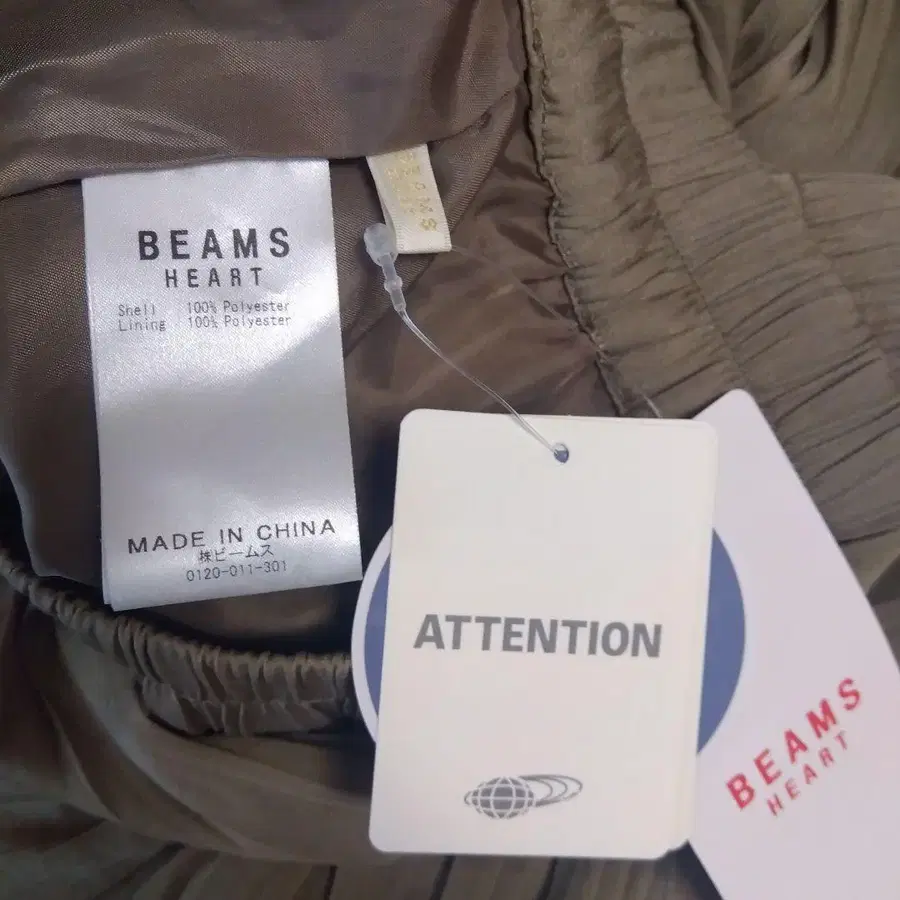 BEAMS
HEART
Shell 100% Polyester
Lining 100% Polyester
MADE IN CHINA
㈱ビームス
0120-011-301
ATTENTION
BEAMS
HEART